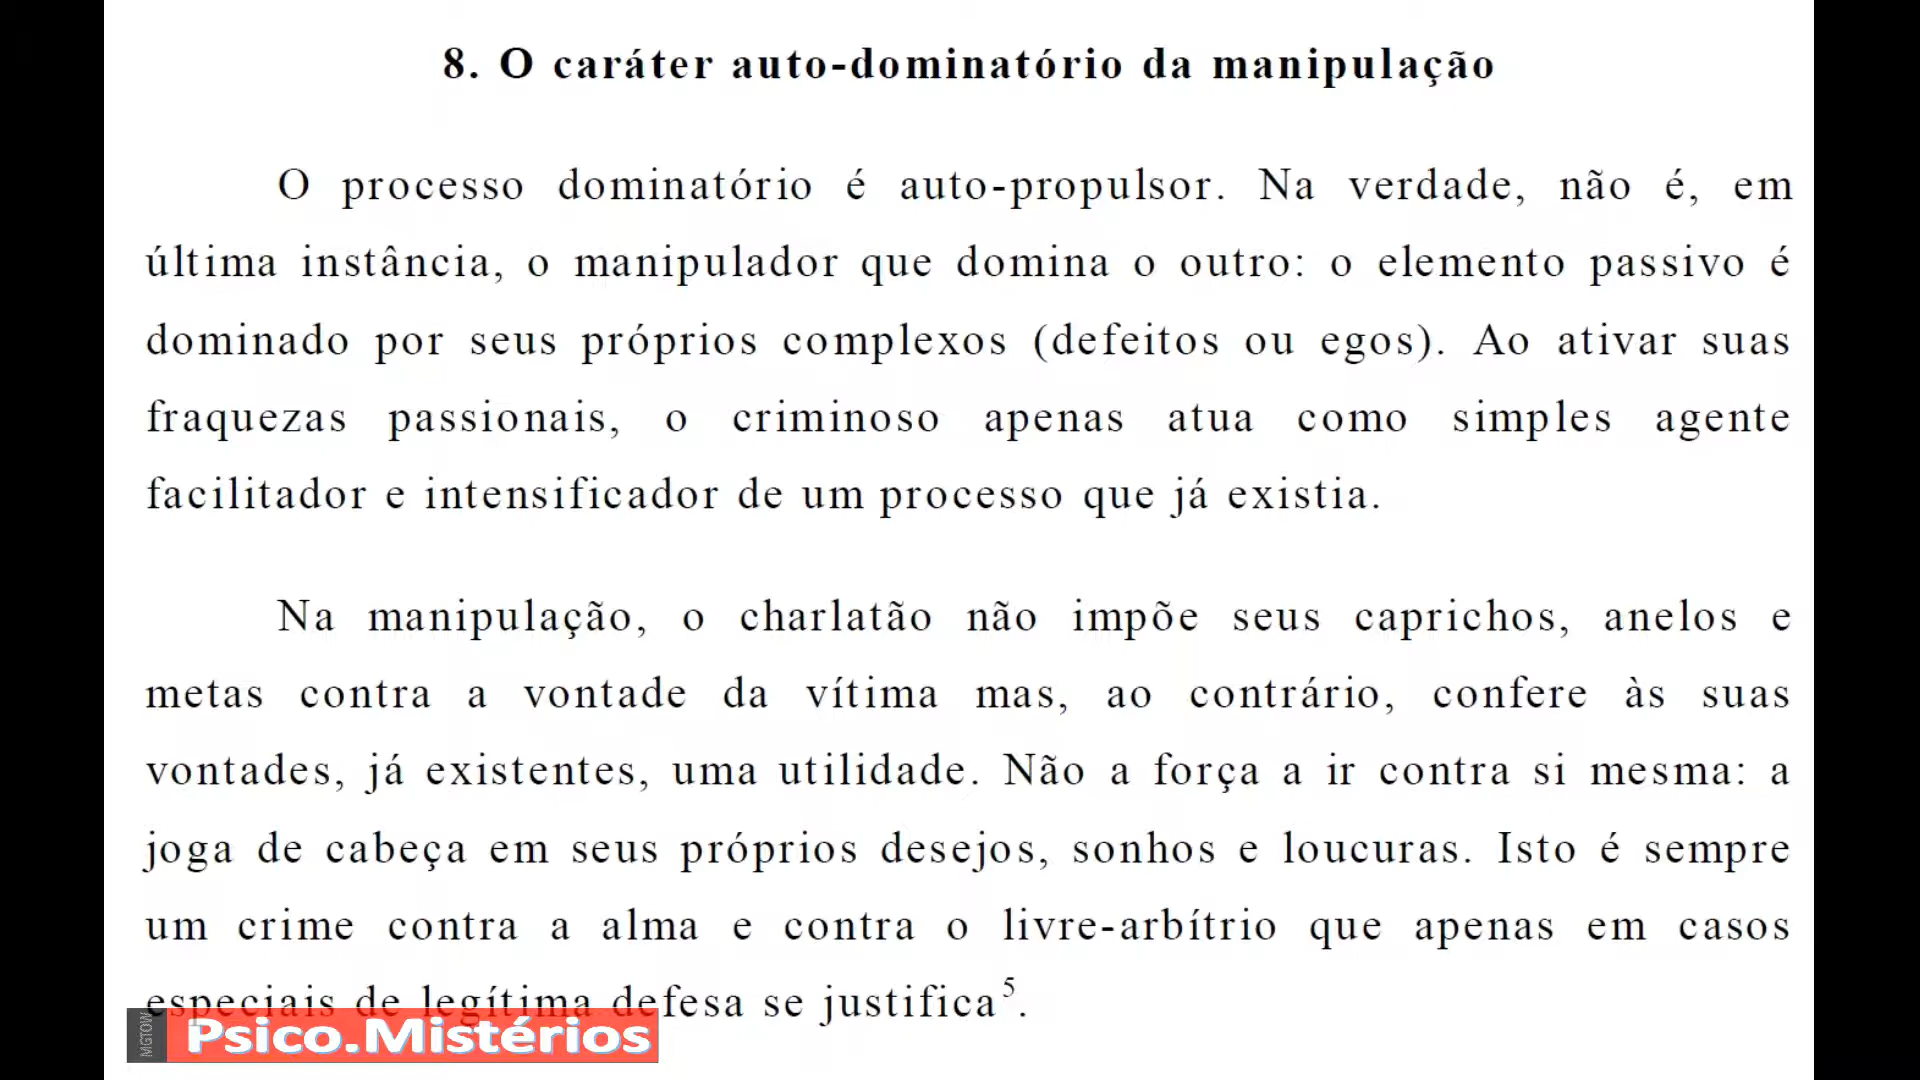 8. O caráter auto-dominatório da manipulação
O processo dominatório é auto-propulsor. Na verdade, não é, em
última instância, o manipulador que domina o outro: o elemento passivo é
dominado por seus próprios complexos (defeitos ou egos). Ao ativar suas
fraquezas passionais, o criminoso apenas atua como simples agente
facilitador e intensificador de um processo que já existia.
Na manipulação, o charlatão não impõe seus caprichos, anelos e
metas contra a vontade da vítima mas, ao contrário, confere às suas
vontades, já existentes, uma utilidade. Não a força a ir contra si mesma: a
joga de cabeça em seus próprios desejos, sonhos e loucuras. Isto é sempre
um crime contra a alma e contra o livre-arbítrio que apenas em casos
especiais de legítima defesa se justifica⁵.
MGTOW
Psico.Mistérios